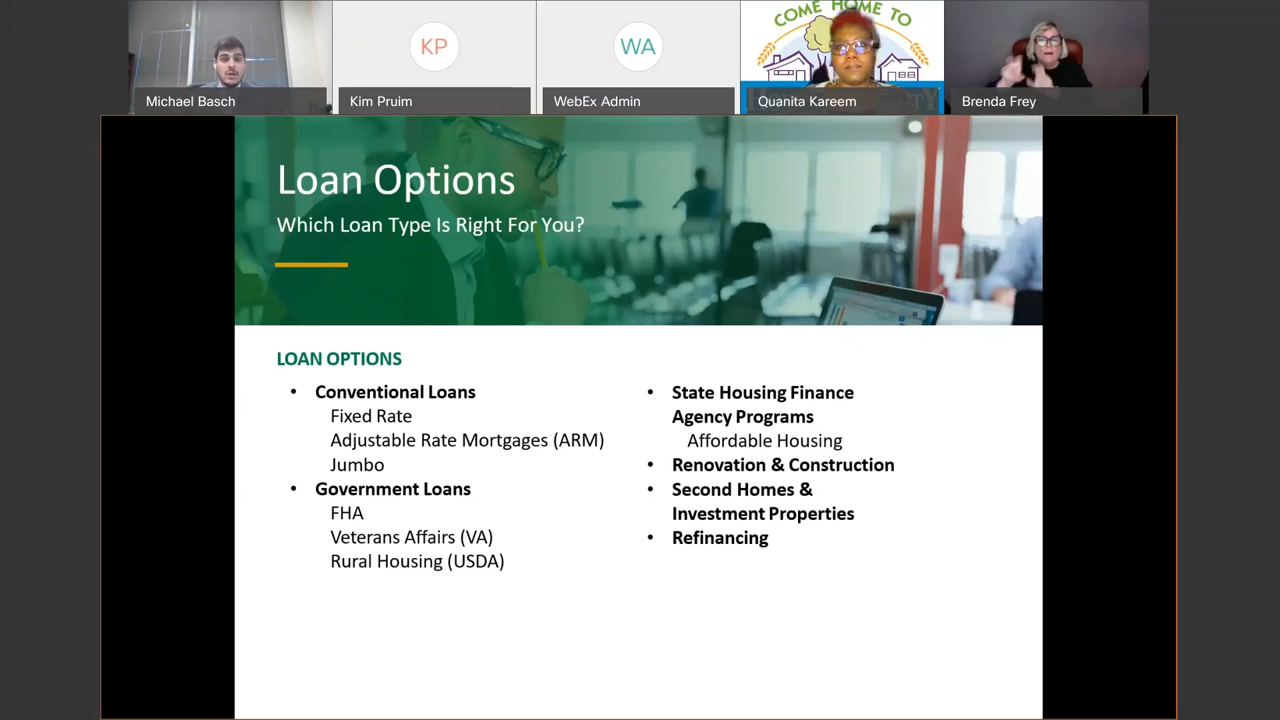 COME HOME TO
KP
WA
TY
Michael Basch
Kim Pruim
WebEx Admin
Quanita Kareem
Brenda Frey
Loan Options
Which Loan Type Is Right For You?
LOAN OPTIONS
• Conventional Loans
Fixed Rate
Adjustable Rate Mortgages (ARM)
Jumbo
• Government Loans
FHA
Veterans Affairs (VA)
Rural Housing (USDA)
• State Housing Finance
Agency Programs
Affordable Housing
• Renovation & Construction
• Second Homes &
Investment Properties
• Refinancing